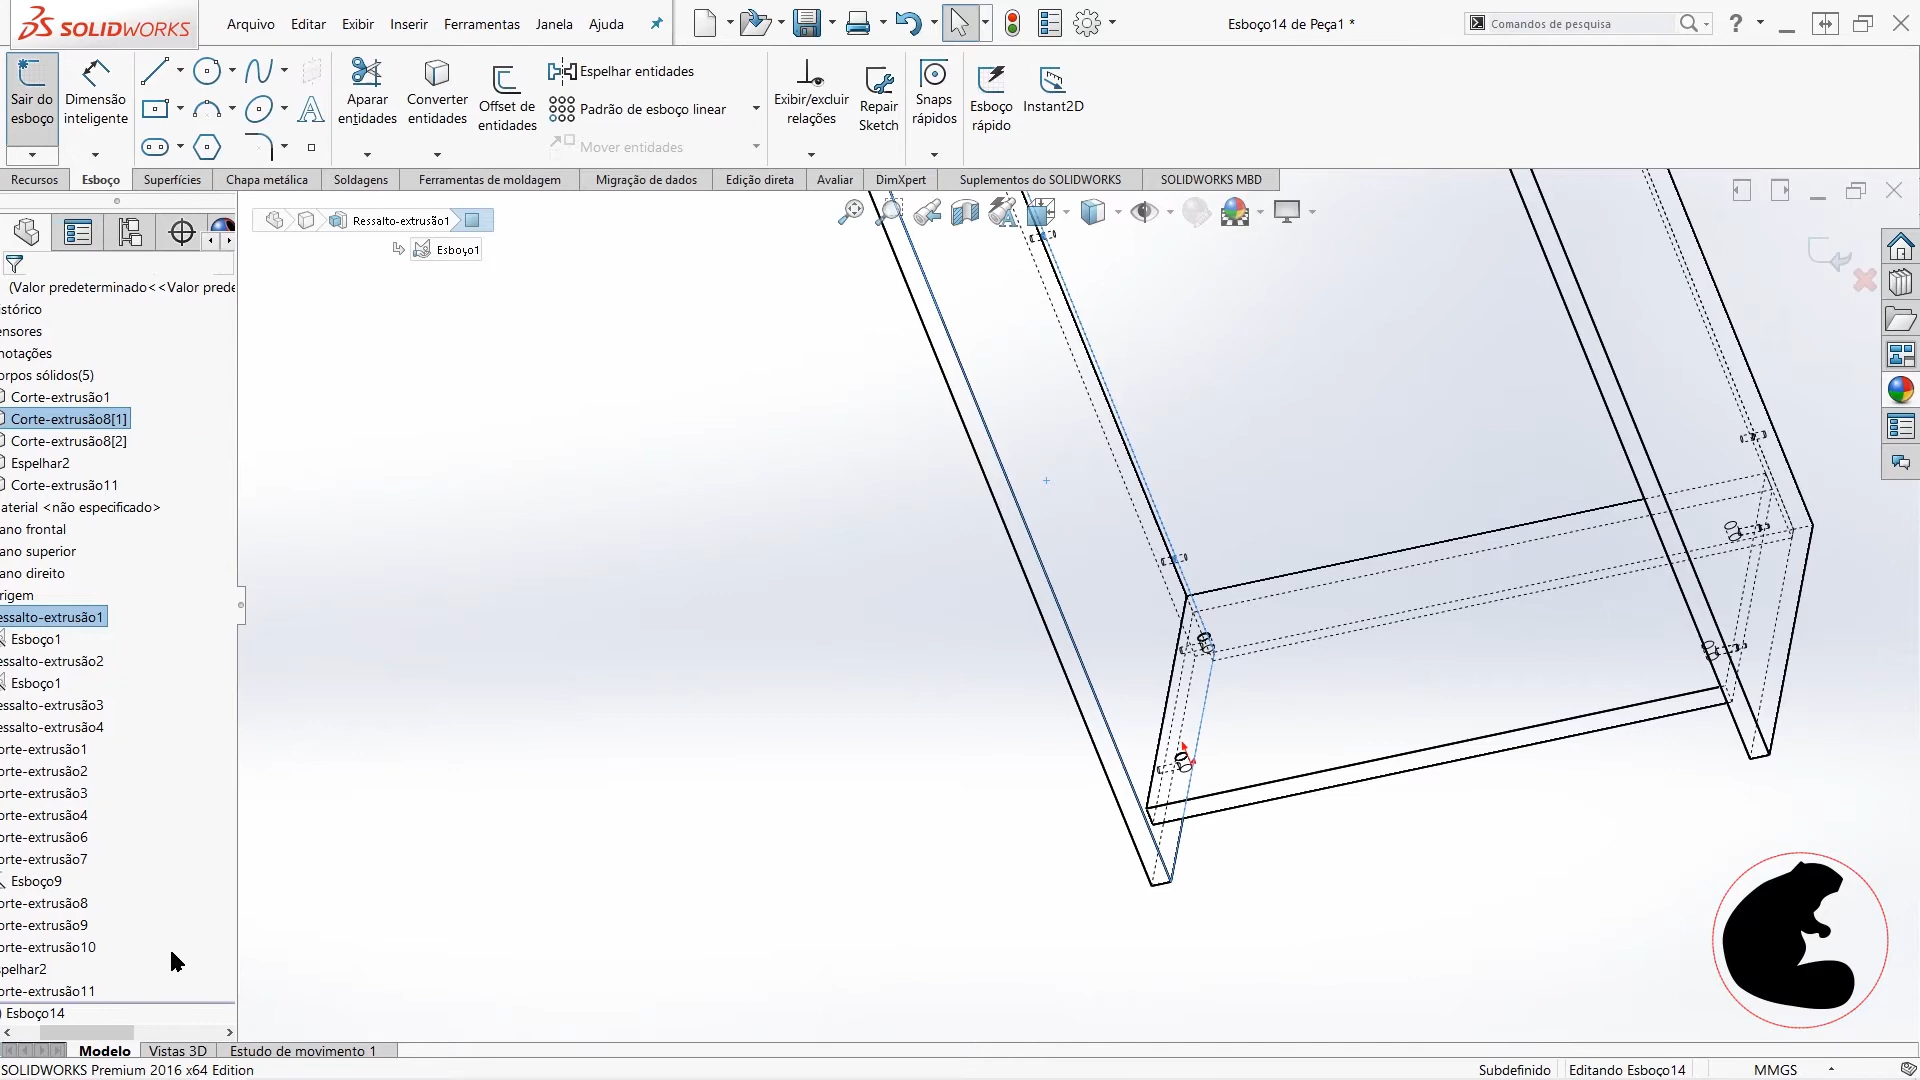 SOLIDWORKS
Arquivo Editar Exibir Inserir Ferramentas Janela Ajuda
Esboço14 de Peça1 *
Comandos de pesquisa
?
Sair do esboço
Dimensão inteligente
Aparar entidades
Converter entidades
Offset de entidades
Espelhar entidades
Padrão de esboço linear
Mover entidades
Exibir/excluir relações
Repair Sketch
Snaps rápidos
Esboço rápido
Instant2D
Recursos Esboço Superfícies Chapa metálica Soldagens Ferramentas de moldagem Migração de dados Edição direta Avaliar DimXpert Suplementos do SOLIDWORKS SOLIDWORKS MBD
Ressalto-extrusão1
Esboço1
(Valor predeterminado<<Valor prede
istórico
ensores
notações
orpos sólidos(5)
Corte-extrusão1
Corte-extrusão8[1]
Corte-extrusão8[2]
Espelhar2
Corte-extrusão11
aterial <não especificado>
ano frontal
ano superior
ano direito
rigem
essalto-extrusão1
Esboço1
essalto-extrusão2
Esboço1
essalto-extrusão3
essalto-extrusão4
orte-extrusão1
orte-extrusão2
orte-extrusão3
orte-extrusão4
orte-extrusão6
orte-extrusão7
Esboço9
orte-extrusão8
orte-extrusão9
orte-extrusão10
spelhar2
orte-extrusão11
) Esboço14
Modelo Vistas 3D Estudo de movimento 1
SOLIDWORKS Premium 2016 x64 Edition
Subdefinido Editando Esboço14 MMGS